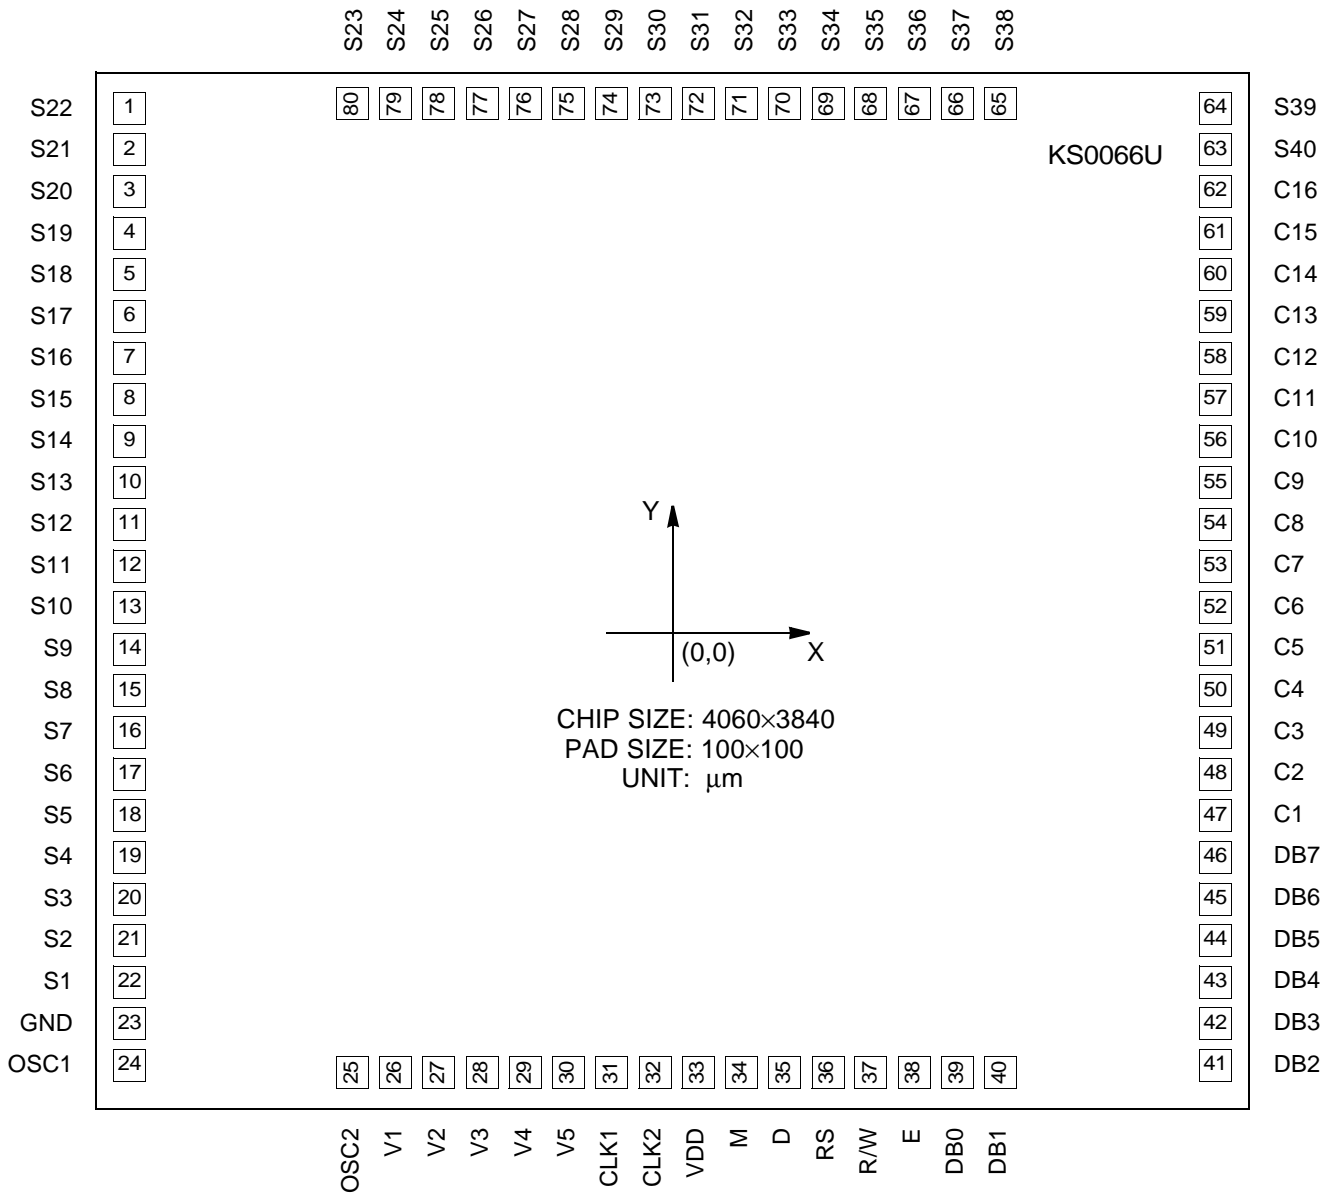 S23 S24 S25 S26 S27 S28 S29 S30 S31 S32 S33 S34 S35 S36 S37 S38
80 79 78 77 76 75 74 73 72 71 70 69 68 67 66 65
S22 1 64 S39
S21 2 KS0066U 63 S40
S20 3 62 C16
S19 4 61 C15
S18 5 60 C14
S17 6 59 C13
S16 7 58 C12
S15 8 57 C11
S14 9 56 C10
S13 10 55 C9
S12 11 Y 54 C8
S11 12 53 C7
S10 13 52 C6
S9 14 (0,0) X 51 C5
S8 15 50 C4
CHIP SIZE: 4060×3840
S7 16 49 C3
PAD SIZE: 100×100
S6 17 UNIT: μm 48 C2
S5 18 47 C1
S4 19 46 DB7
S3 20 45 DB6
S2 21 44 DB5
S1 22 43 DB4
GND 23 42 DB3
OSC1 24 41 DB2
25 26 27 28 29 30 31 32 33 34 35 36 37 38 39 40
OSC2 V1 V2 V3 V4 V5 CLK1 CLK2 VDD M D RS R/W E DB0 DB1